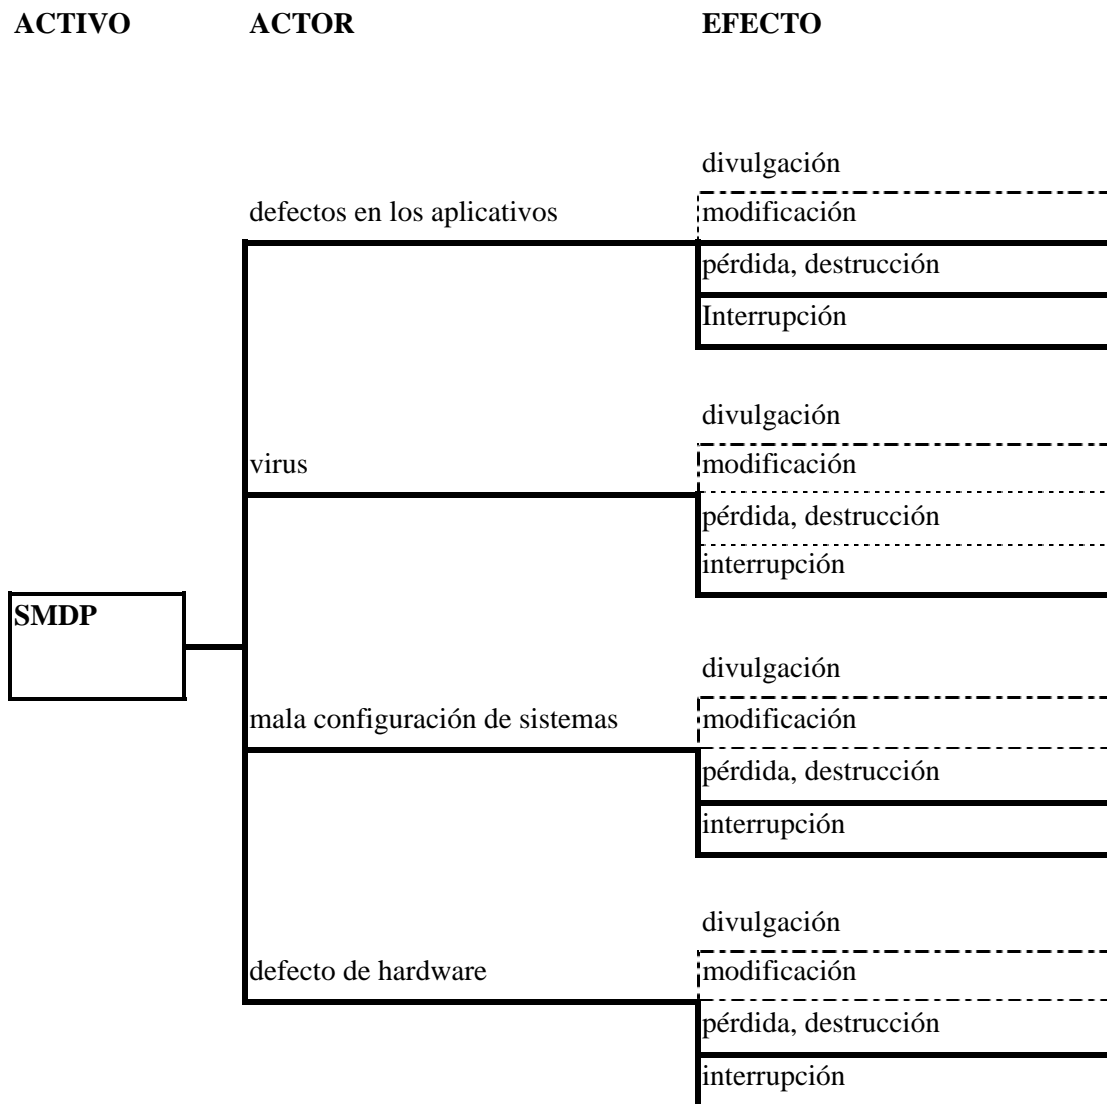 ACTIVO ACTOR EFECTO
divulgación
defectos en los aplicativos modificación
pérdida, destrucción
Interrupción
divulgación
virus modificación
pérdida, destrucción
interrupción
SMDP
divulgación
mala configuración de sistemas modificación
pérdida, destrucción
interrupción
divulgación
defecto de hardware modificación
pérdida, destrucción
interrupción